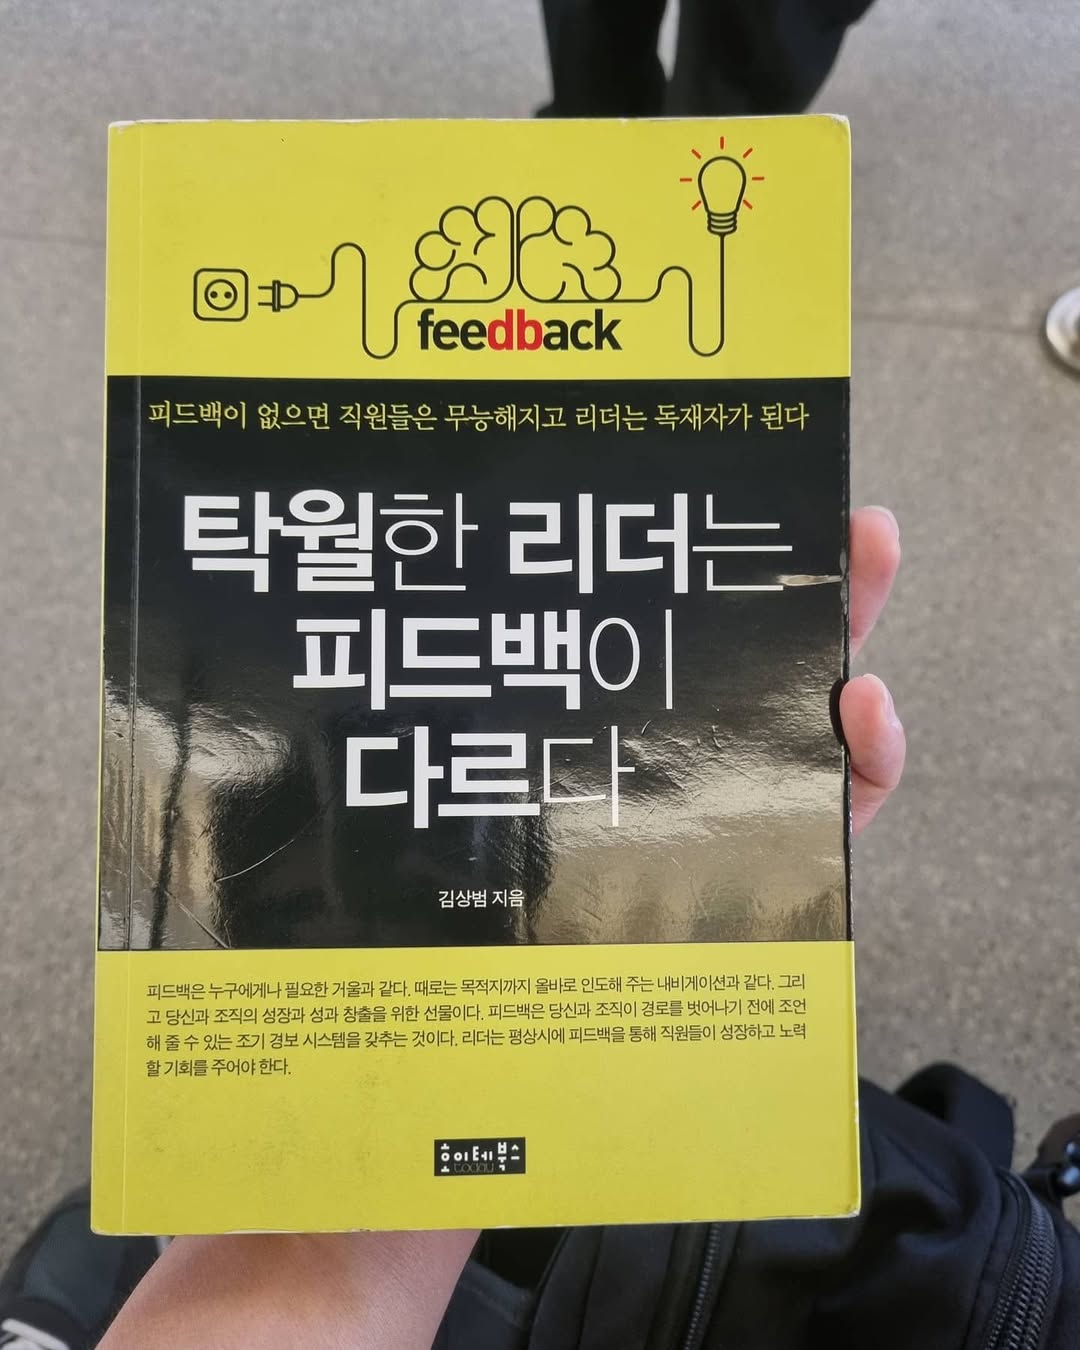 feedback
피드백이 없으면 직원들은 무능해지고 리더는 독재자가 된다
탁월한 리더는
피드백이
다르다
김상범 지음
피드백은 누구에게나 필요한 거울과 같다. 때로는 목적지까지 올바로 인도해 주는 내비게이션과 같다. 그리
고 당신과 조직의 성장과 성과 창출을 위한 선물이다. 피드백은 당신과 조직이 경로를 벗어나기 전에 조언
해 줄 수 있는 조기 경보 시스템을 갖추는 것이다. 리더는 평상시에 피드백을 통해 직원들이 성장하고 노력
할 기회를 주어야 한다.
호이테북스
today